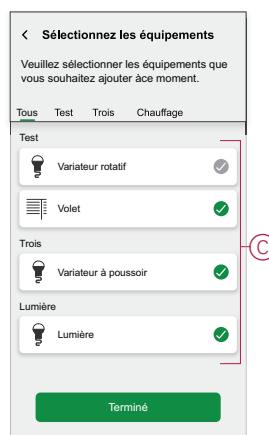 Sélectionnez les équipements
Veuillez sélectionner les équipements que
vous souhaitez ajouter àce moment.
Tous Test Trois Chauffage
Test
Variateur rotatif
Volet
Trois
Variateur à poussoir
Lumière
Lumière
Terminé
C